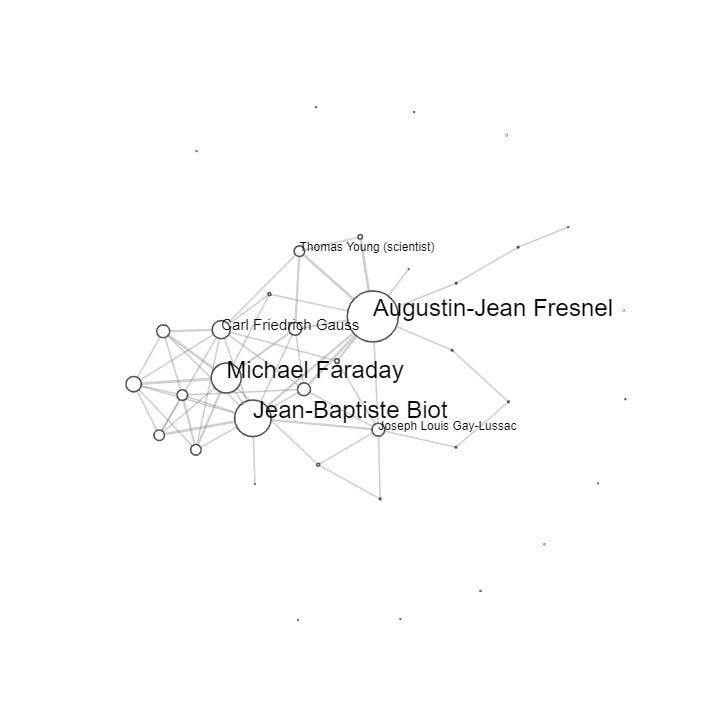 Thomas Young (scientist)
Augustin-Jean Fresnel
Carl Friedrich Gauss
Michael Faraday
Jean-Baptiste Biot
Joseph Louis Gay-Lussac